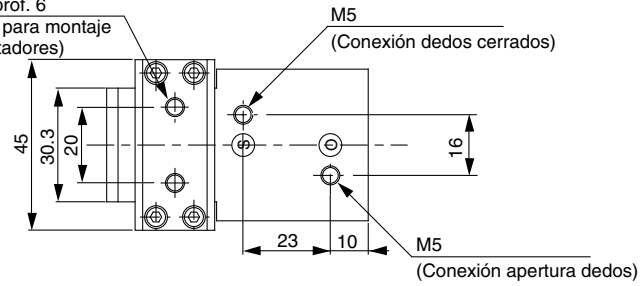 prof. 6
para montaje
tadores)
M5
(Conexión dedos cerrados)
45
30.3
20
S
O
16
23
10
M5
(Conexión apertura dedos)